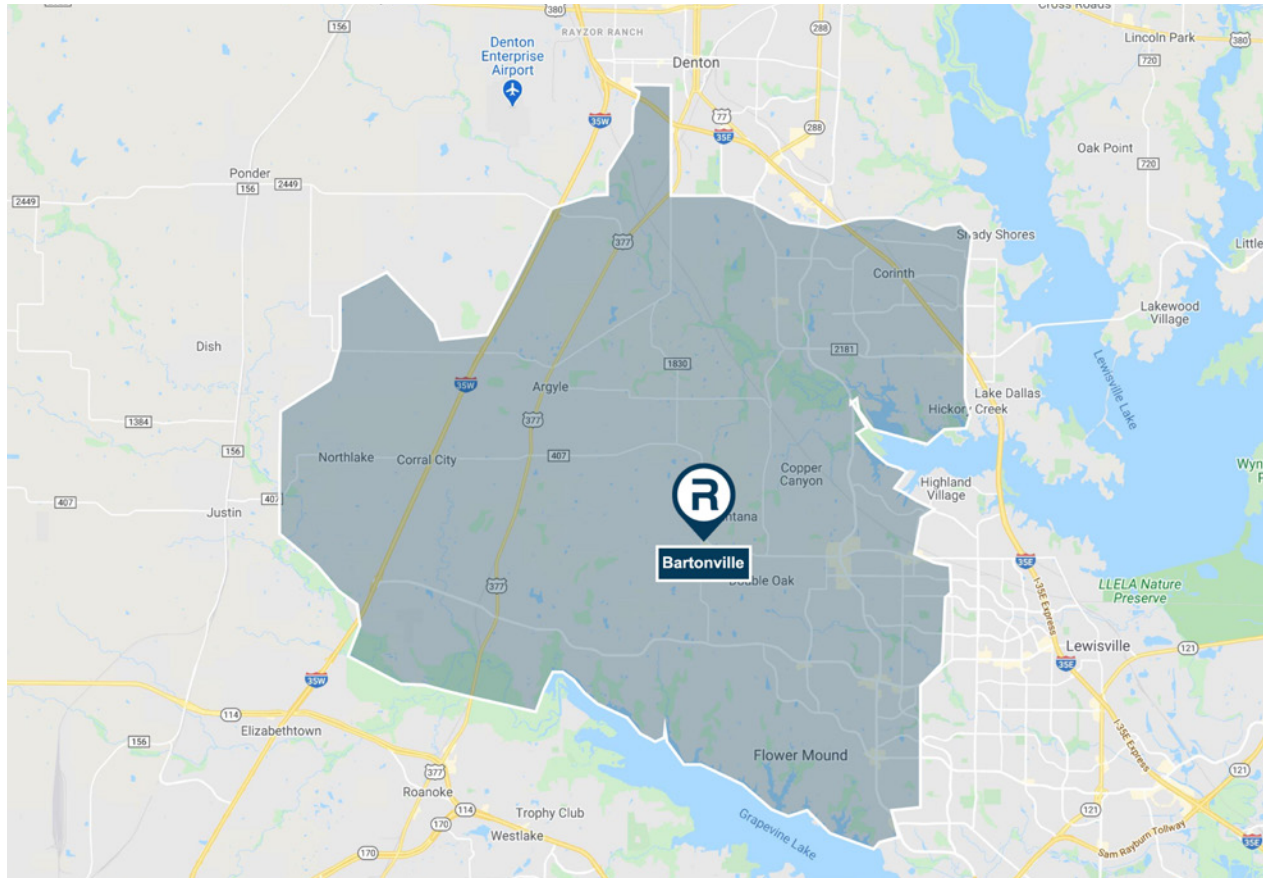 380
Cross Roads
156
RAYZOR RANCH
288
Lincoln Park
380
Denton
Enterprise
Airport
Denton
720
35W
77
35E
288
Oak Point
720
Ponder
156
2449
2449
377
Shady Shores
Little
Corinth
Lakewood
Village
Dish
2181
1830
35W
Argyle
Lake Dallas
Lewisville Lake
Hickory Creek
377
1384
156
407
Northlake
Corral City
Copper
Canyon
Highland
Village
407
407
Justin
R
ntana
Bartonville
Double Oak
35E
I-35E Express
LLELA Nature
Preserve
377
Lewisville
121
35E
35W
114
Elizabethtown
156
Flower Mound
I-35E Express
377
Roanoke
121
114
Trophy Club
121
170
Westlake
Grapevine Lake
170
Sam Rayburn Tollway
35E